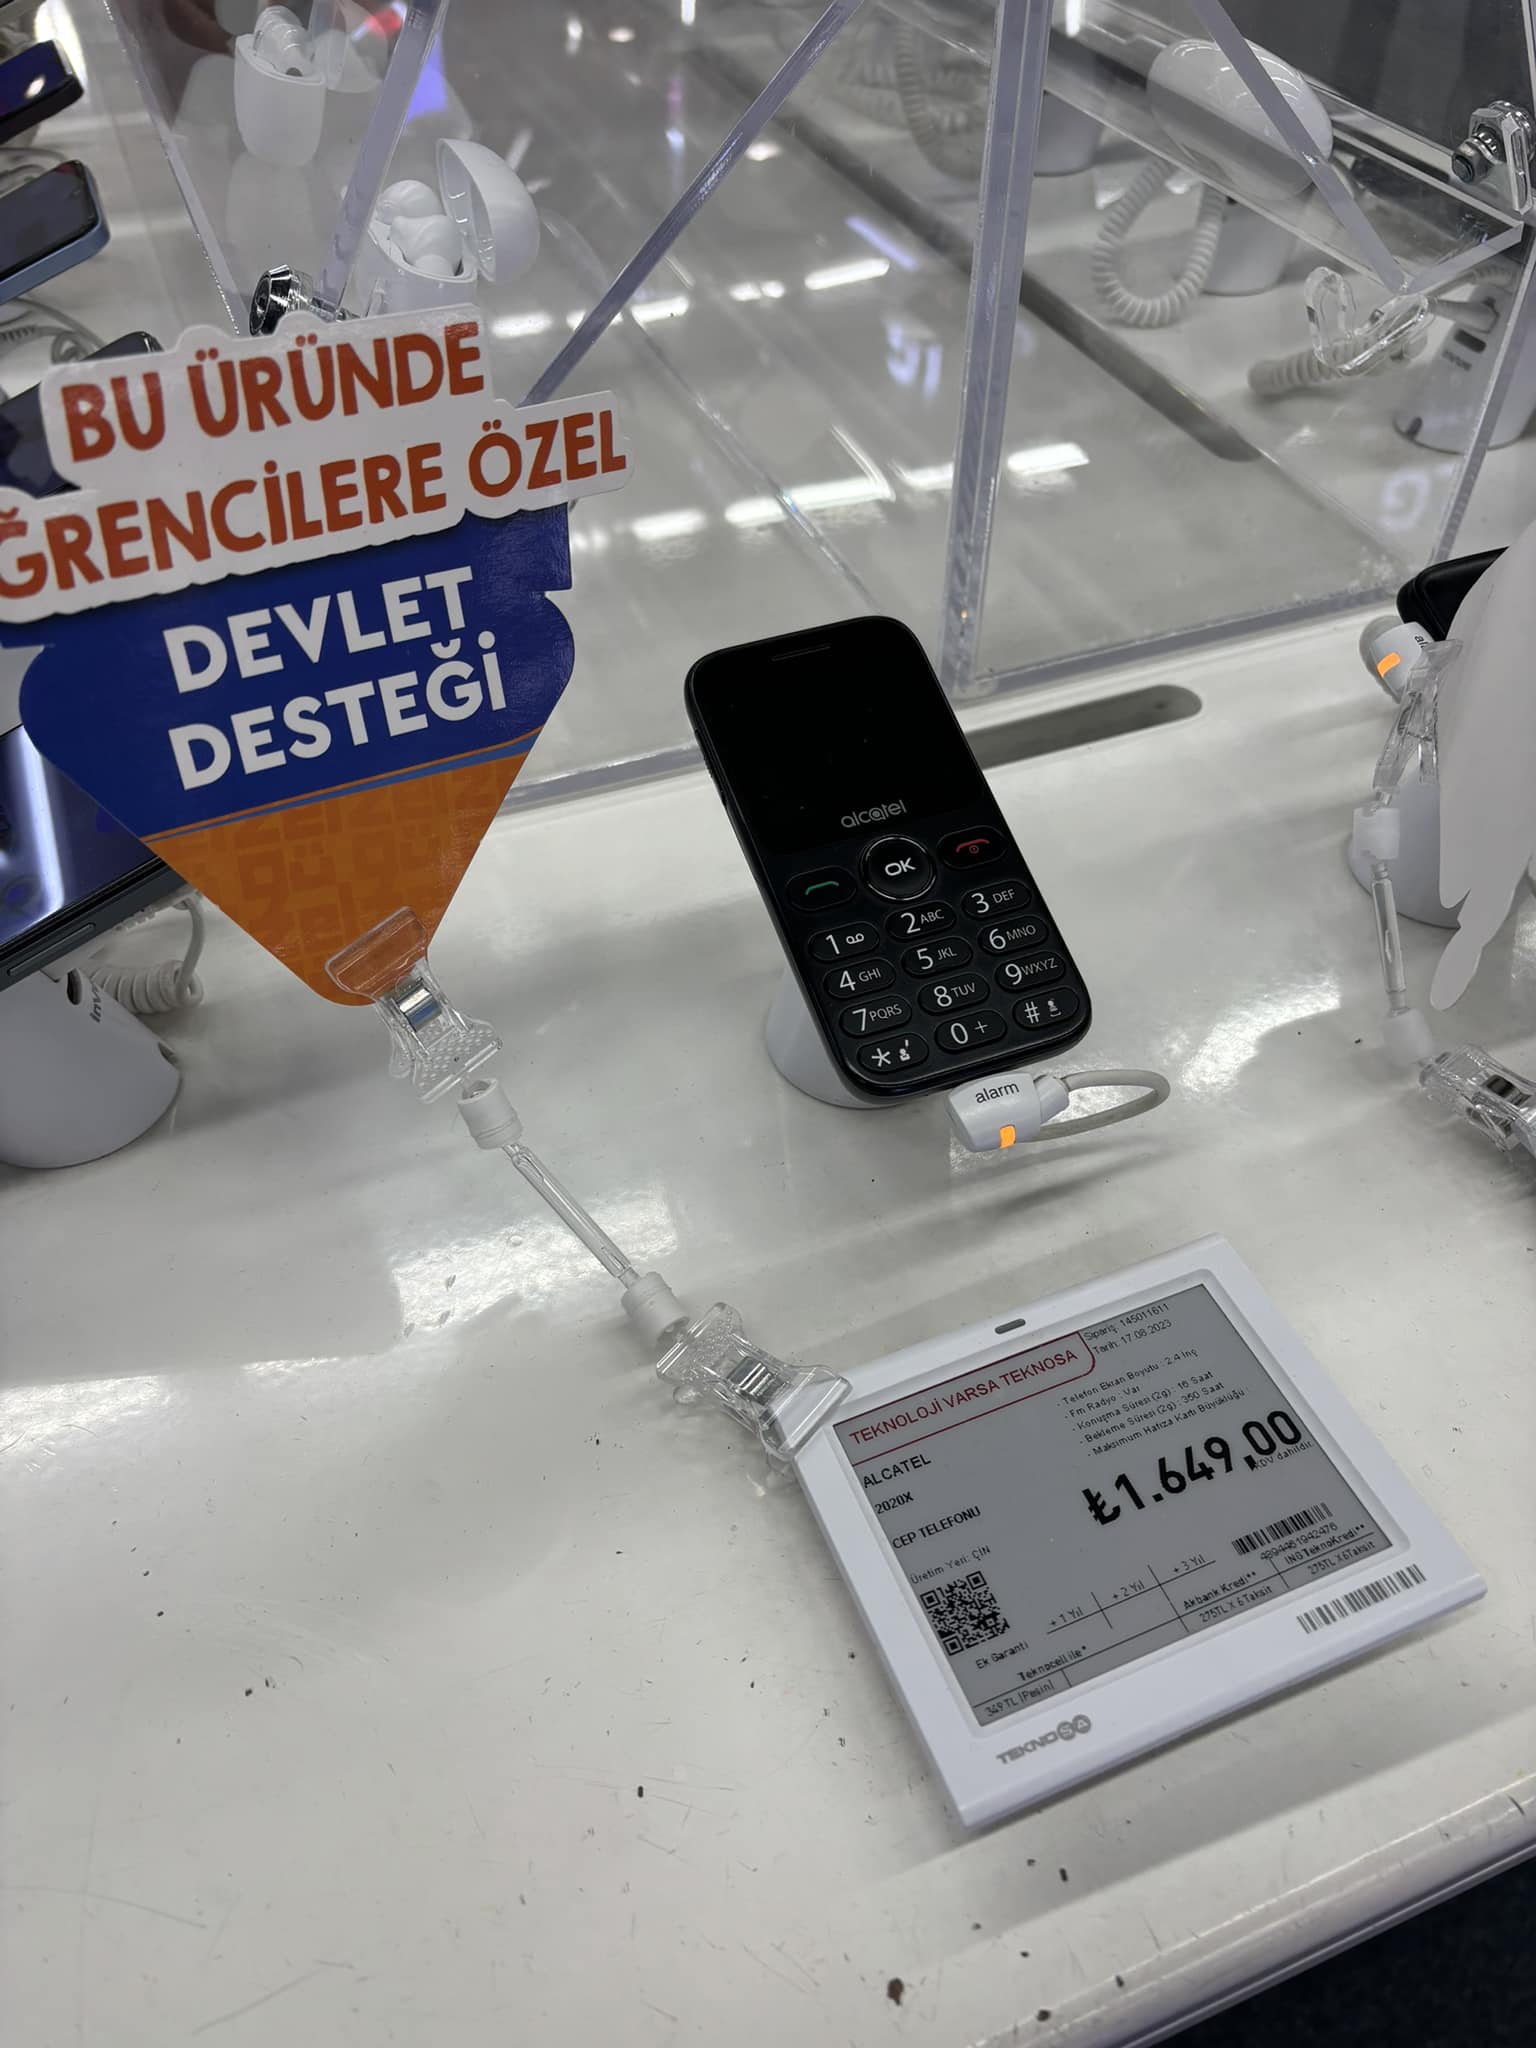 BU ÜRÜNDE
ĞRENCİLERE ÖZEL
DEVLET
DESTEĞİ
alcatel
OK
1
2 ABC
3 DEF
4 GHI
5 JKL
6 MNO
7 PQRS
8 TUV
9 WXYZ
*
0 +
#
alarm
TEKNOLOJİ VARSA TEKNOSA
Sipariş: 145011611
Tarih: 17.08.2023
ALCATEL
2020X
CEP TELEFONU
Üretim Yeri: ÇİN
- Telefon Ekran Boyutu : 2.4 inç
- Fm Radyo : Var
- Konuşma Süresi (2g) : 16 Saat
- Bekleme Süresi (2g) : 350 Saat
- Maksimum Hafıza Kartı Büyüklüğü :
₺1.649,00
KDV dahildir.
4894461942476
+ 1 Yıl
+ 2 Yıl
+ 3 Yıl
Ek Garanti
Teknocell ile*
Akbank Kredi**
ING TeknoKredi**
349 TL (Peşin)
275TL X 6 Taksit
275TL X 6 Taksit
TEKNOSA